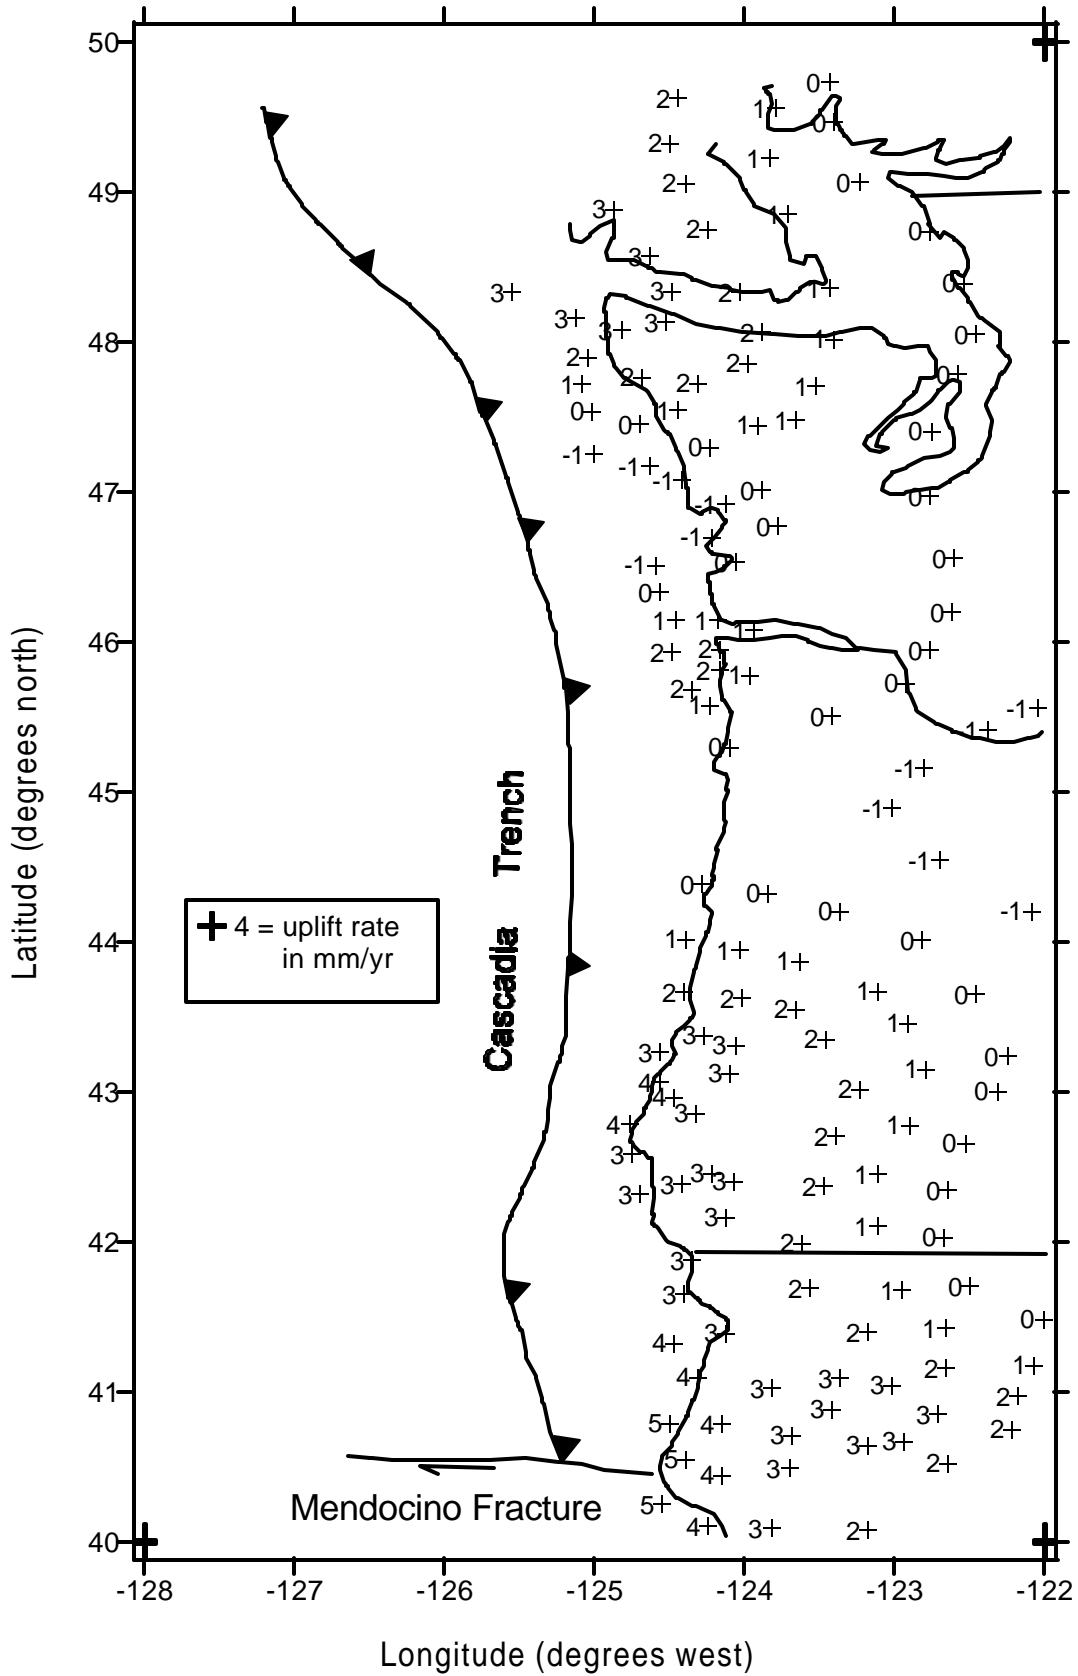 50
49
48
47
46
45
44
43
42
41
40
-128
-127
-126
-125
-124
-123
-122
Latitude (degrees north)
Longitude (degrees west)
Cascadia Trench
4 = uplift rate
in mm/yr
Mendocino Fracture
2+ 0+
1+ 0+
2+ 1+
2+ 0+
3+ 1+
2+ 0+
3+
3+ 3+ 2+ 1+ 0+
3+ 3+ 3+ 2+ 1+ 0+
2+ 2+
1+ 2+ 2+ 1+ 0+
0+ 1+
0+ 1+ 1+ 0+
-1+ 0+
-1+ -1+
0+ 0+
-1+ 0+
-1+
-1+ 0+ 0+
0+ 0+
1+ 1+ 1+
2+ 2+ 0+
2+ 1+ 0+
2+ 1+ 0+ -1+
0+ 1+
-1+
-1+
-1+
0+ 0+ 0+ -1+
1+ 1+ 0+
1+
2+ 2+ 1+ 0+
2+ 1+
3+ 3+ 2+
3+ 3+ 1+ 0+
4+ 4+ 2+ 0+
3+
4+ 2+ 1+ 0+
3+
3+ 3+ 3+ 3+ 2+ 1+ 0+
3+ 1+
2+ 0+
3+
3+ 2+ 1+ 0+
4+ 3+ 2+ 1+ 0+
4+ 3+ 3+ 3+ 2+ 1+
5+ 4+ 3+ 3+ 2+
3+ 3+ 3+ 2+
5+ 4+ 3+ 2+
5+
4+ 3+ 2+